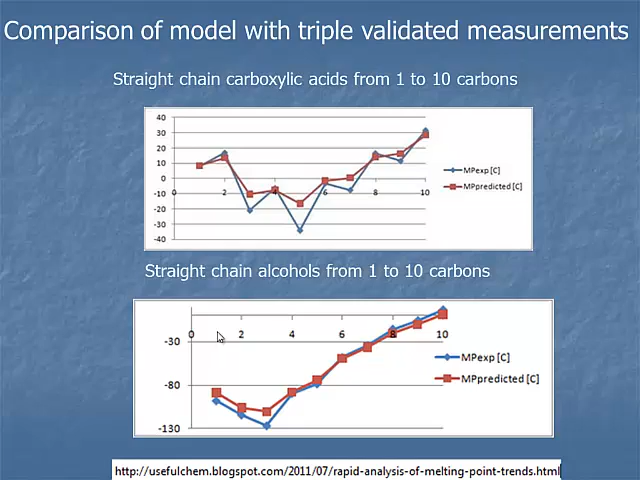 Comparison of model with triple validated measurements
Straight chain carboxylic acids from 1 to 10 carbons
40
30
20
10
0
-10
-20
-30
-40
0 2 4 6 8 10
MPexp [C]
MPpredicted [C]
Straight chain alcohols from 1 to 10 carbons
0 2 4 6 8 10
-30
-80
-130
MPexp [C]
MPpredicted [C]
http://usefulchem.blogspot.com/2011/07/rapid-analysis-of-melting-point-trends.html